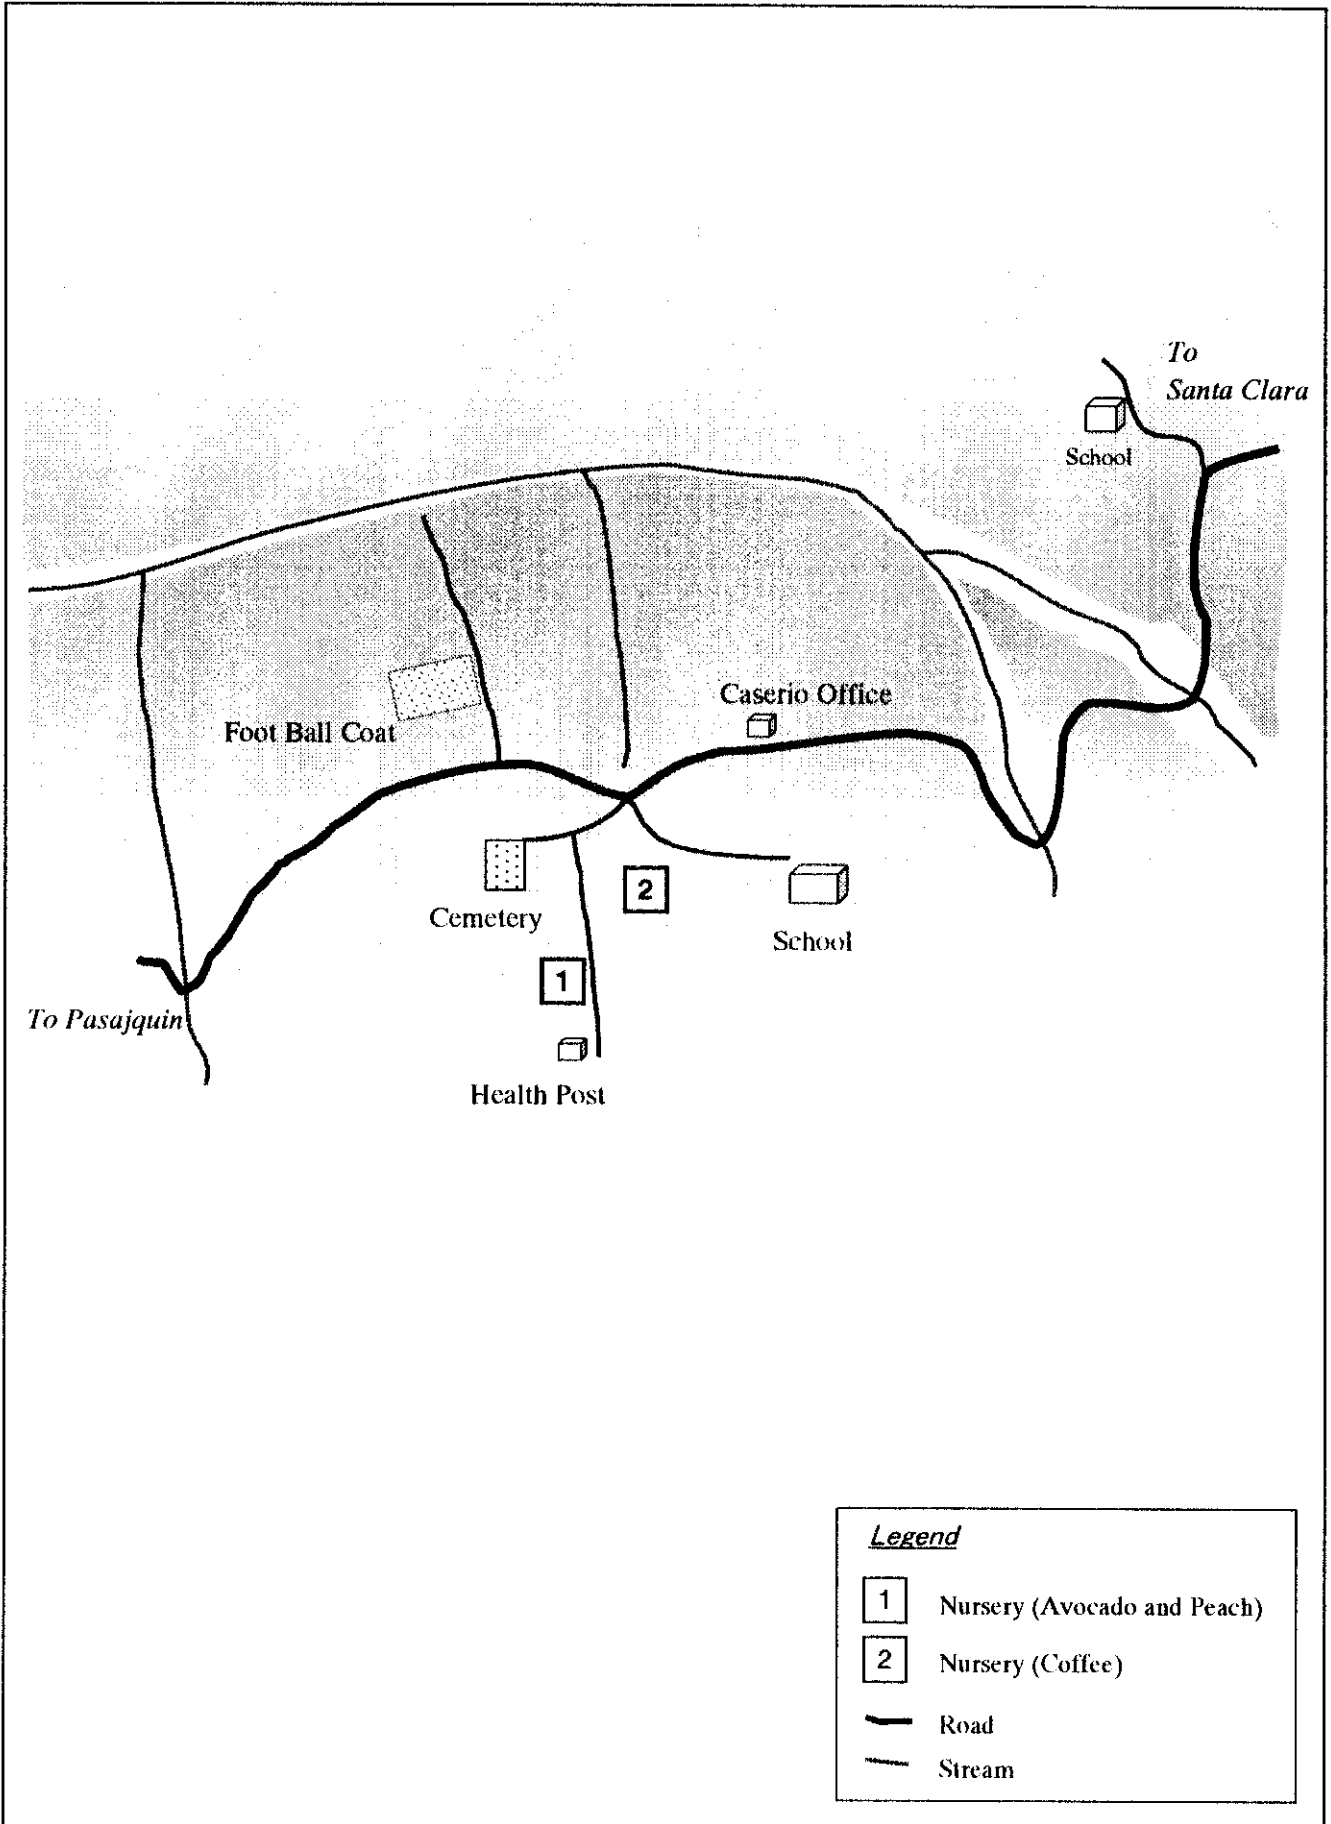 To
Santa Clara
School
Caserio Office
Foot Ball Coat
2
Cemetery
School
1
To Pasajquin
Health Post
Legend
1 Nursery (Avocado and Peach)
2 Nursery (Coffee)
Road
Stream